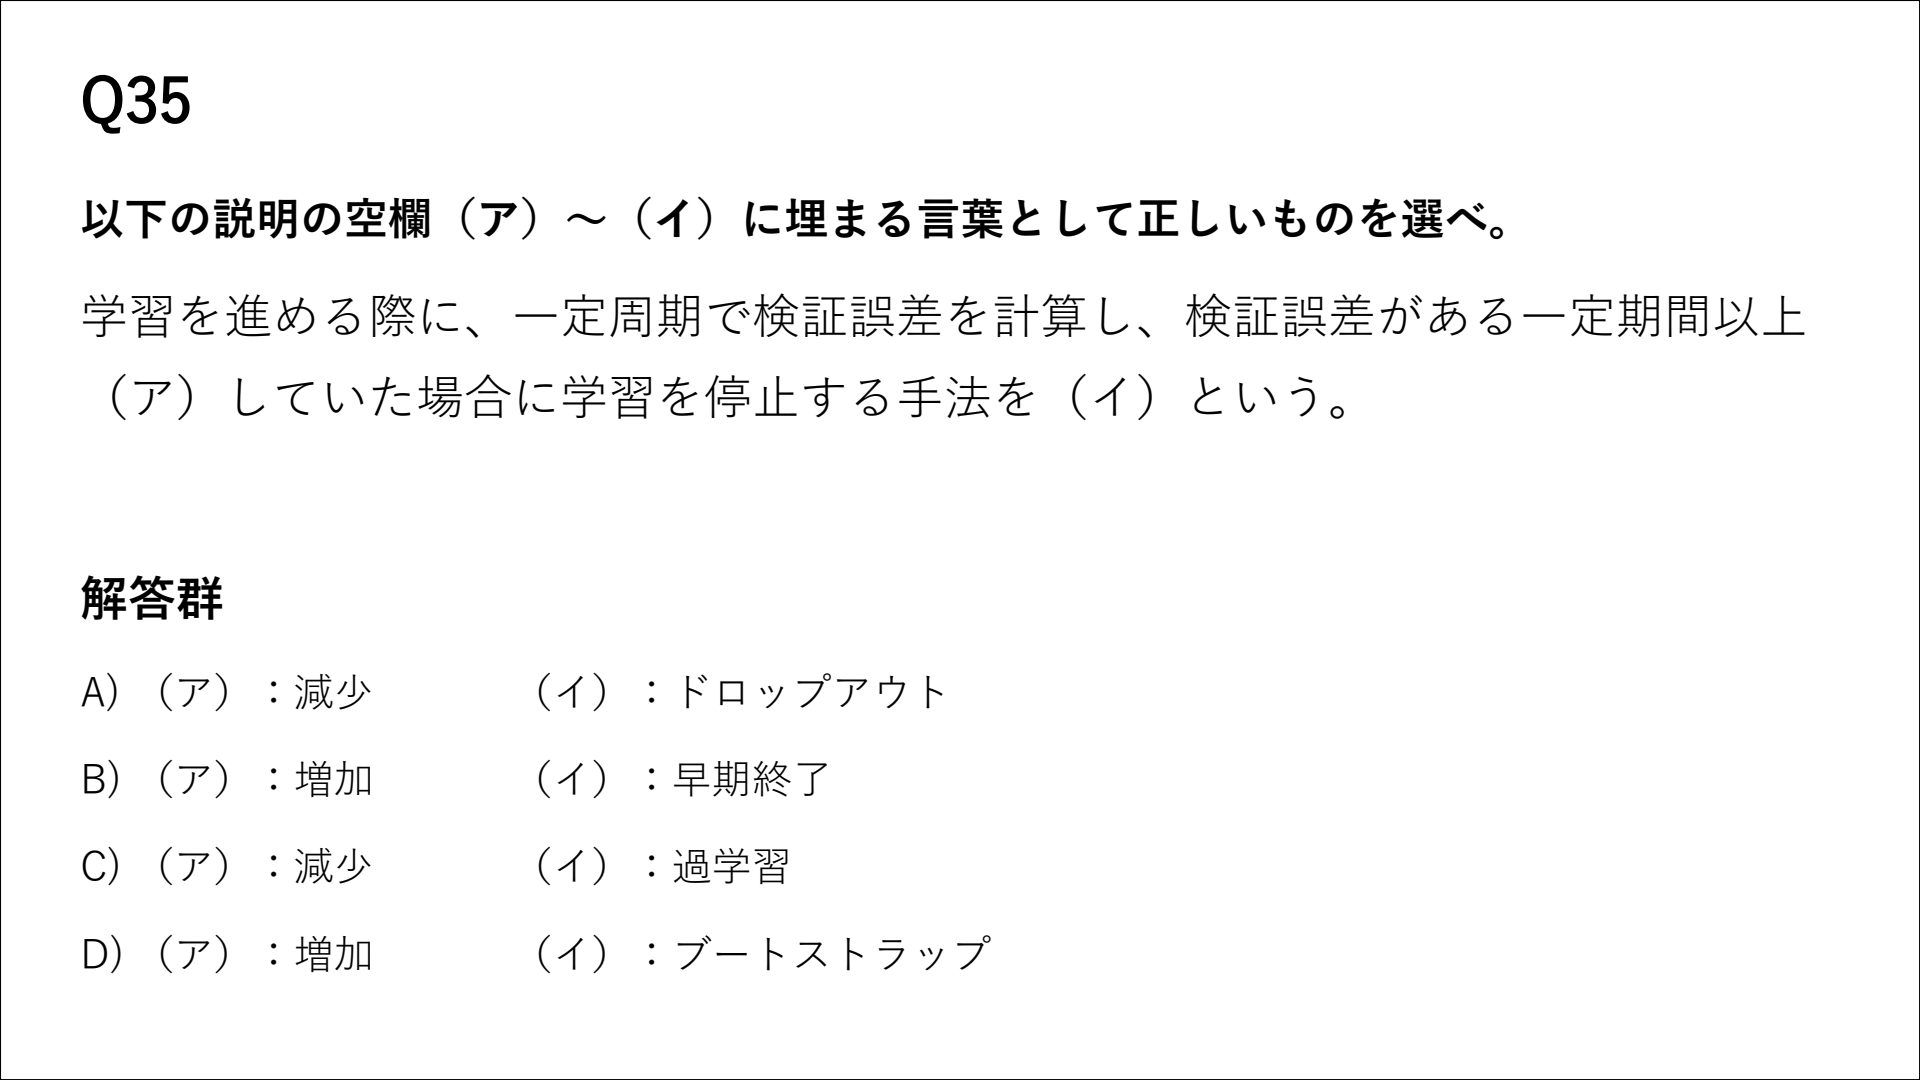 Q35
以下の説明の空欄（ア）～（イ）に埋まる言葉として正しいものを選べ。
学習を進める際に、一定周期で検証誤差を計算し、検証誤差がある一定期間以上
（ア）していた場合に学習を停止する手法を（イ）という。
解答群
A) （ア）：減少 （イ）：ドロップアウト
B) （ア）：増加 （イ）：早期終了
C) （ア）：減少 （イ）：過学習
D) （ア）：増加 （イ）：ブートストラップ